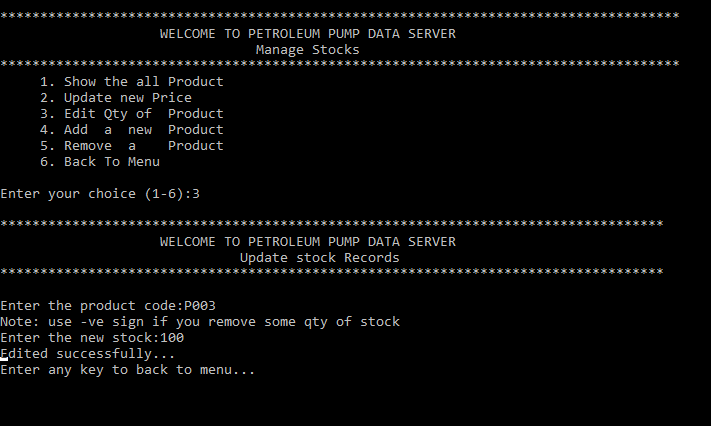 *************************************************************************************
WELCOME TO PETROLEUM PUMP DATA SERVER
Manage Stocks
*************************************************************************************
1. Show the all Product
2. Update new Price
3. Edit Qty of  Product
4. Add  a  new  Product
5. Remove  a    Product
6. Back To Menu
Enter your choice (1-6):3
***********************************************************************************
WELCOME TO PETROLEUM PUMP DATA SERVER
Update stock Records
***********************************************************************************
Enter the product code:P003
Note: use -ve sign if you remove some qty of stock
Enter the new stock:100
Edited successfully...
Enter any key to back to menu...